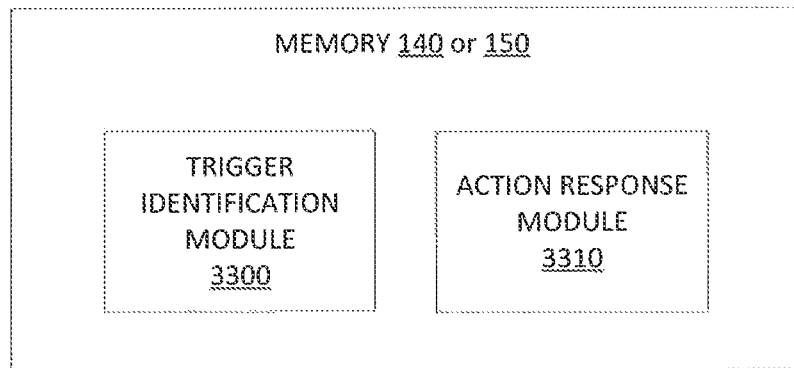 MEMORY 140 or 150
TRIGGER
IDENTIFICATION
MODULE
3300
ACTION RESPONSE
MODULE
3310